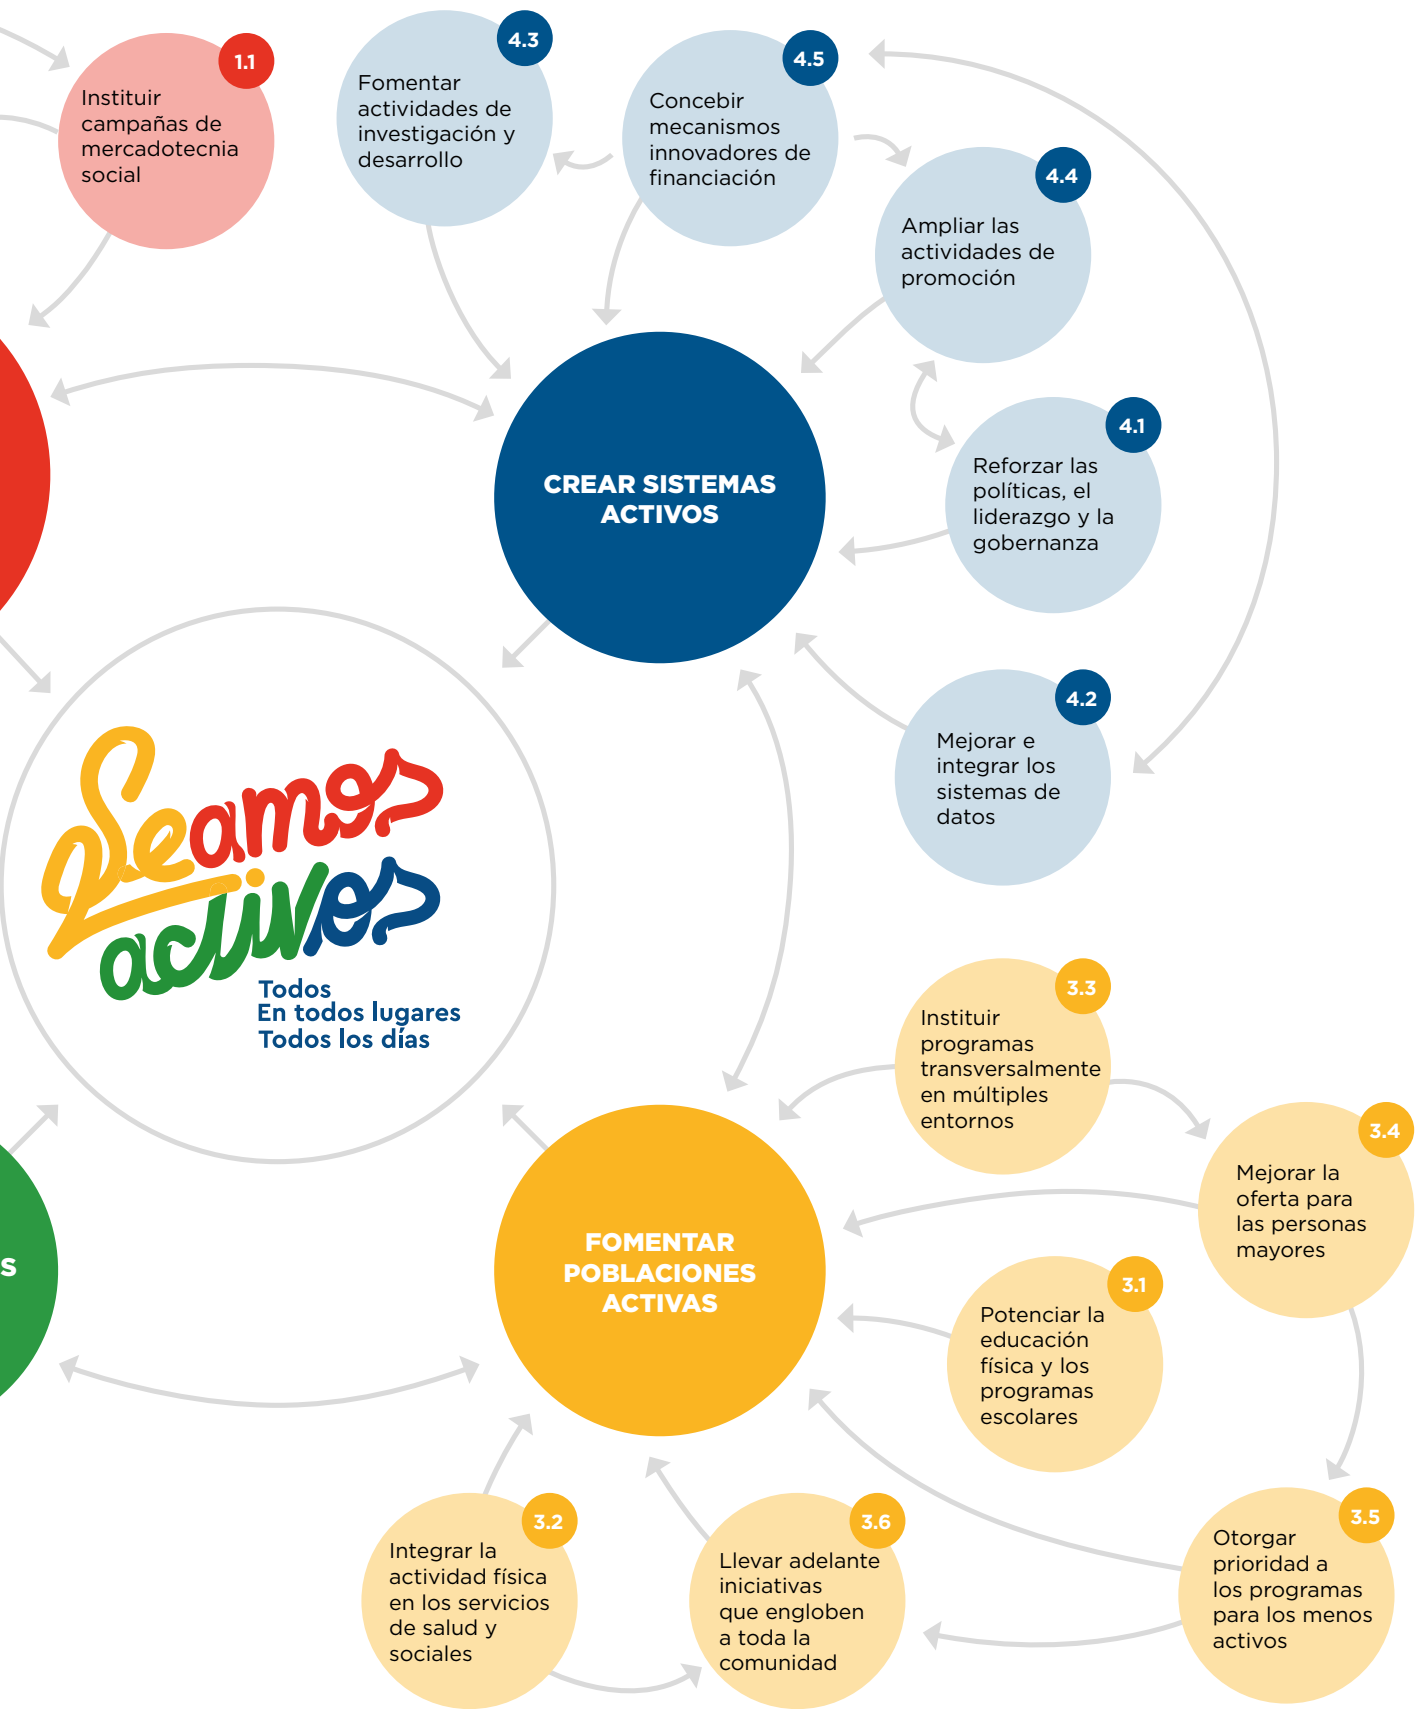 1.1
Instituir
campañas de
mercadotecnia
social
4.3
Fomentar
actividades de
investigación y
desarrollo
4.5
Concebir
mecanismos
innovadores de
financiación
4.4
Ampliar las
actividades de
promoción
4.1
Reforzar las
políticas, el
liderazgo y la
gobernanza
CREAR SISTEMAS
ACTIVOS
4.2
Mejorar e
integrar los
sistemas de
datos
Seamos
activos
Todos
En todos lugares
Todos los días
3.3
Instituir
programas
transversalmente
en múltiples
entornos
3.4
Mejorar la
oferta para
las personas
mayores
S
FOMENTAR
POBLACIONES
ACTIVAS
3.1
Potenciar la
educación
física y los
programas
escolares
3.2
Integrar la
actividad física
en los servicios
de salud y
sociales
3.6
Llevar adelante
iniciativas
que engloben
a toda la
comunidad
3.5
Otorgar
prioridad a
los programas
para los menos
activos